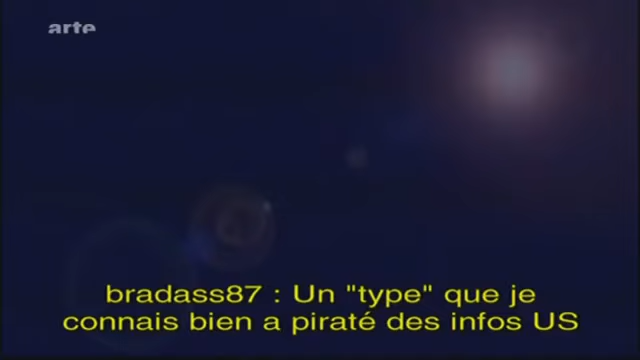 arte
bradass87 : Un "type" que je
connais bien a piraté des infos US